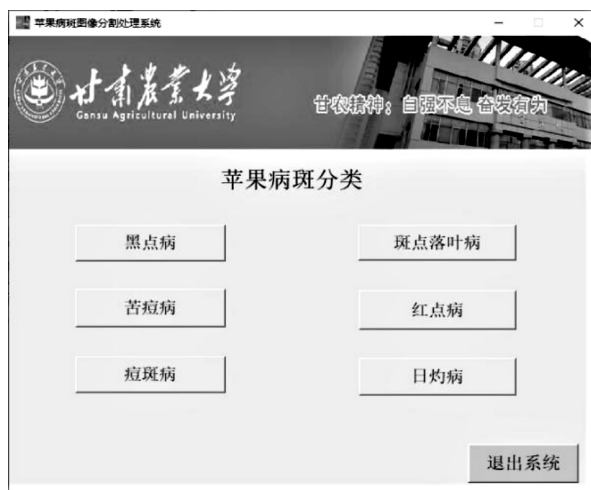 苹果病斑图像分割处理系统
甘肃农业大学
Gansu Agricultural University
甘农精神：自强不息 奋发有为
苹果病斑分类
黑点病
斑点落叶病
苦痘病
红点病
痘斑病
日灼病
退出系统